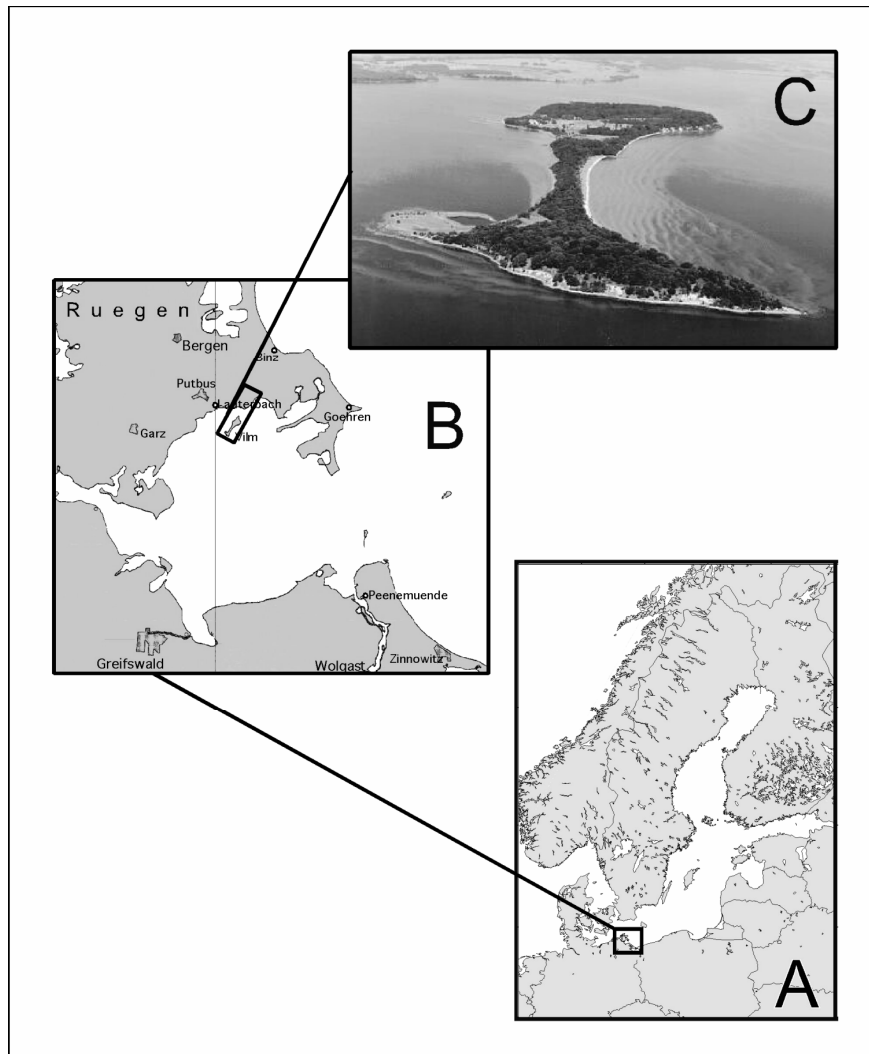 C
Ruegen
Bergen
Binz
Putbus
Lauterbach
Goehren
B
Garz
Vilm
Peenemuende
Greifswald
Wolgast
Zinnowitz
A